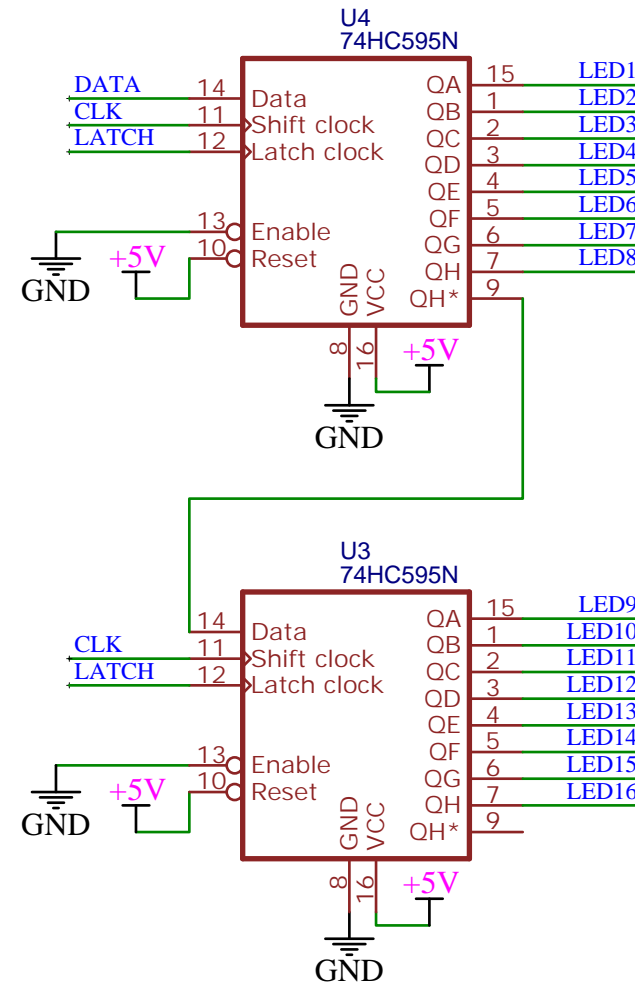 U4
74HC595N
DATA 14 Data QA 15 LED1
CLK 11 Shift clock QB 1 LED2
LATCH 12 Latch clock QC 2 LED3
QD 3 LED4
QE 4 LED5
13 Enable QF 5 LED6
+5V 10 Reset QG 6 LED7
GND QH 7 LED8
GND VCC QH* 9
8 16 +5V
GND
U3
74HC595N
14 Data QA 15 LED9
CLK 11 Shift clock QB 1 LED10
LATCH 12 Latch clock QC 2 LED11
QD 3 LED12
QE 4 LED13
13 Enable QF 5 LED14
+5V 10 Reset QG 6 LED15
GND QH 7 LED16
GND VCC QH* 9
8 16 +5V
GND